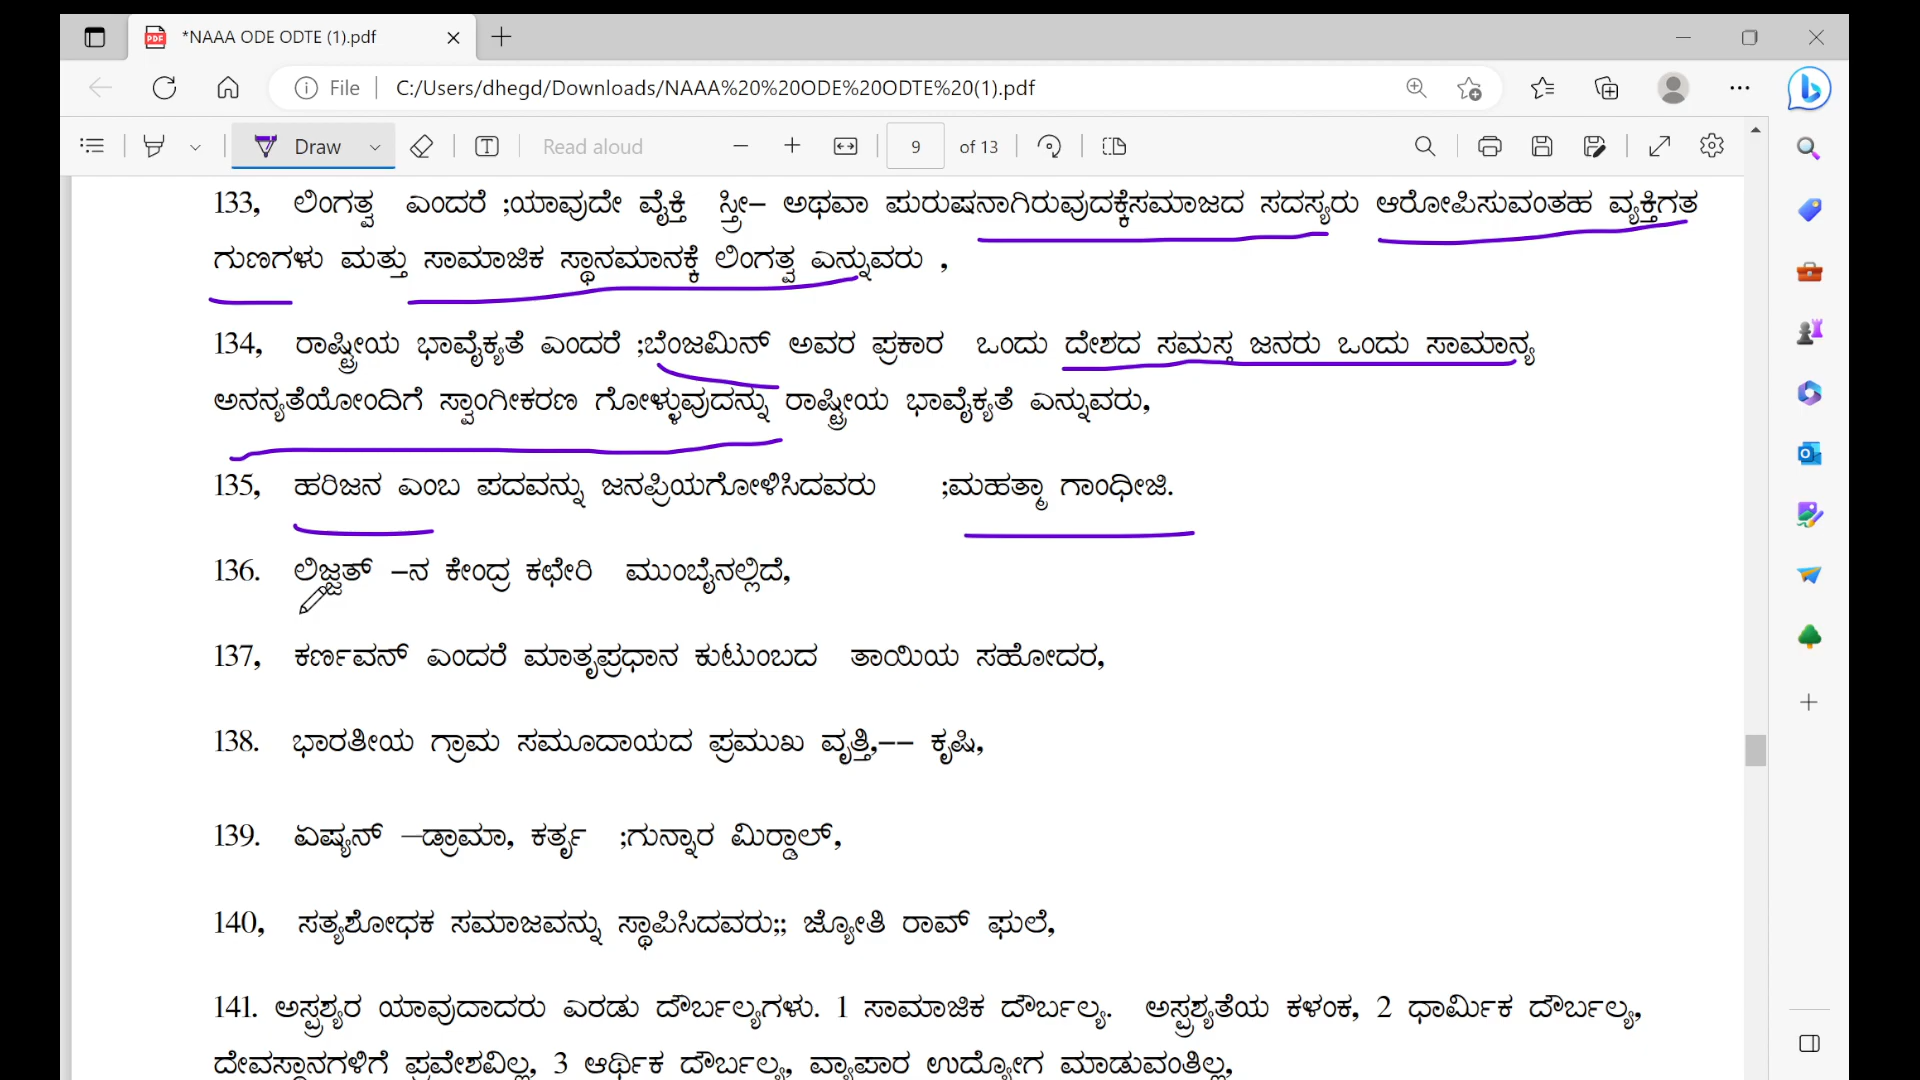 *NAAA ODE ODTE (1).pdf
File | C:/Users/dhegd/Downloads/NAAA%20%20ODE%20ODTE%20(1).pdf
Draw Read aloud 9 of 13
133, ಲಿಂಗತ್ವ ಎಂದರೆ ;ಯಾವುದೇ ವೈಕ್ತಿ ಸ್ತ್ರೀ– ಅಥವಾ ಪುರುಷನಾಗಿರುವುದಕ್ಕೆಸಮಾಜದ ಸದಸ್ಯರು ಆರೋಪಿಸುವಂತಹ ವ್ಯಕ್ತಿಗತ
ಗುಣಗಳು ಮತ್ತು ಸಾಮಾಜಿಕ ಸ್ಥಾನಮಾನಕ್ಕೆ ಲಿಂಗತ್ವ ಎನ್ನುವರು ,
134, ರಾಷ್ಟ್ರೀಯ ಭಾವೈಕ್ಯತೆ ಎಂದರೆ ;ಬೆಂಜಮಿನ್ ಅವರ ಪ್ರಕಾರ ಒಂದು ದೇಶದ ಸಮಸ್ತ ಜನರು ಒಂದು ಸಾಮಾನ್ಯ
ಅನನ್ಯತೆಯೋಂದಿಗೆ ಸ್ವಾಂಗೀಕರಣ ಗೋಳ್ಳುವುದನ್ನು ರಾಷ್ಟ್ರೀಯ ಭಾವೈಕ್ಯತೆ ಎನ್ನುವರು,
135, ಹರಿಜನ ಎಂಬ ಪದವನ್ನು ಜನಪ್ರಿಯಗೋಳಿಸಿದವರು ;ಮಹತ್ಮಾ ಗಾಂಧೀಜಿ.
136. ಲಿಜ್ಜತ್ –ನ ಕೇಂದ್ರ ಕಛೇರಿ ಮುಂಬೈನಲ್ಲಿದೆ,
137, ಕರ್ಣವನ್ ಎಂದರೆ ಮಾತೃಪ್ರಧಾನ ಕುಟುಂಬದ ತಾಯಿಯ ಸಹೋದರ,
138. ಭಾರತೀಯ ಗ್ರಾಮ ಸಮೂದಾಯದ ಪ್ರಮುಖ ವೃತ್ತಿ,–– ಕೃಷಿ,
139. ಏಷ್ಯನ್ –ಡ್ರಾಮಾ, ಕರ್ತೃ ;ಗುನ್ನಾರ ಮಿರ್ಡಾಲ್,
140, ಸತ್ಯಶೋಧಕ ಸಮಾಜವನ್ನು ಸ್ಥಾಪಿಸಿದವರು;; ಜ್ಯೋತಿ ರಾವ್ ಘುಲೆ,
141. ಅಸ್ಪ್ರಶ್ಯರ ಯಾವುದಾದರು ಎರಡು ದೌರ್ಬಲ್ಯಗಳು. 1 ಸಾಮಾಜಿಕ ದೌರ್ಬಲ್ಯ. ಅಸ್ಪ್ರಶ್ಯತೆಯ ಕಳಂಕ, 2 ಧಾರ್ಮಿಕ ದೌರ್ಬಲ್ಯ,
ದೇವಸ್ಥಾನಗಳಿಗೆ ಪ್ರವೇಶವಿಲ್ಲ, 3 ಆರ್ಥಿಕ ದೌರ್ಬಲ್ಯ, ವ್ಯಾಪಾರ ಉದ್ಯೋಗ ಮಾಡುವಂತಿಲ್ಲ,